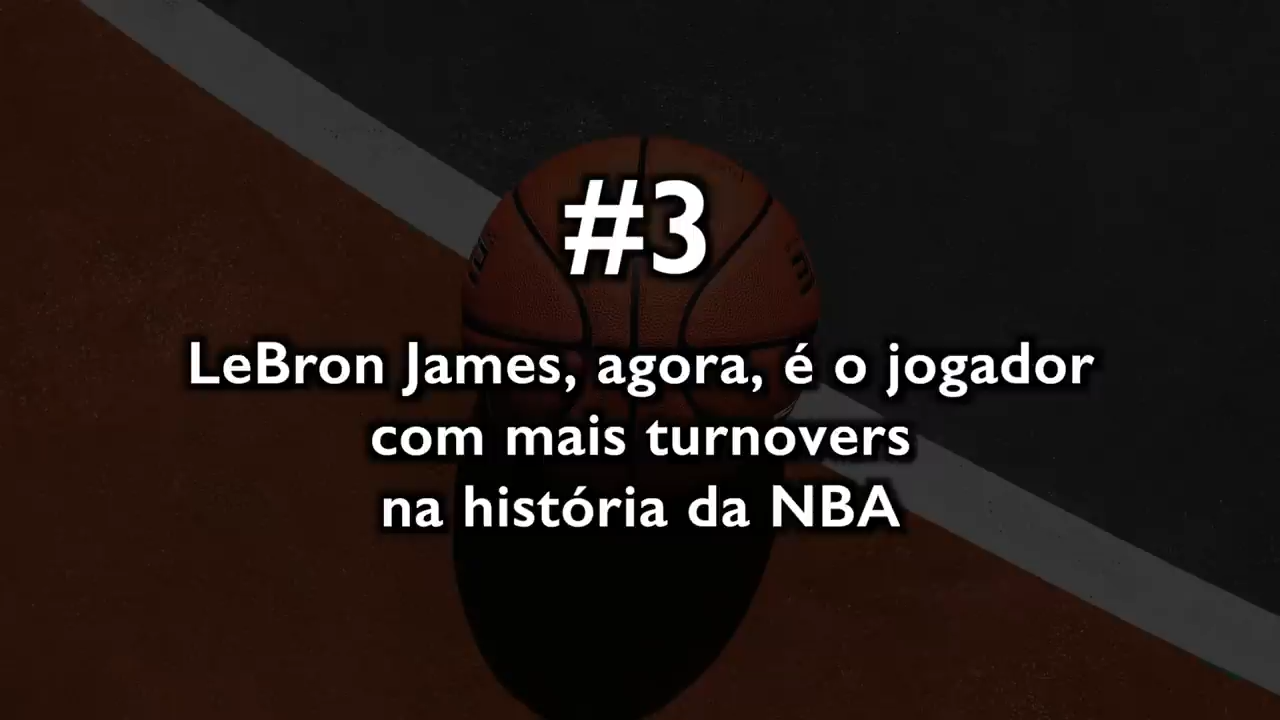 #3
LeBron James, agora, é o jogador
com mais turnovers
na história da NBA